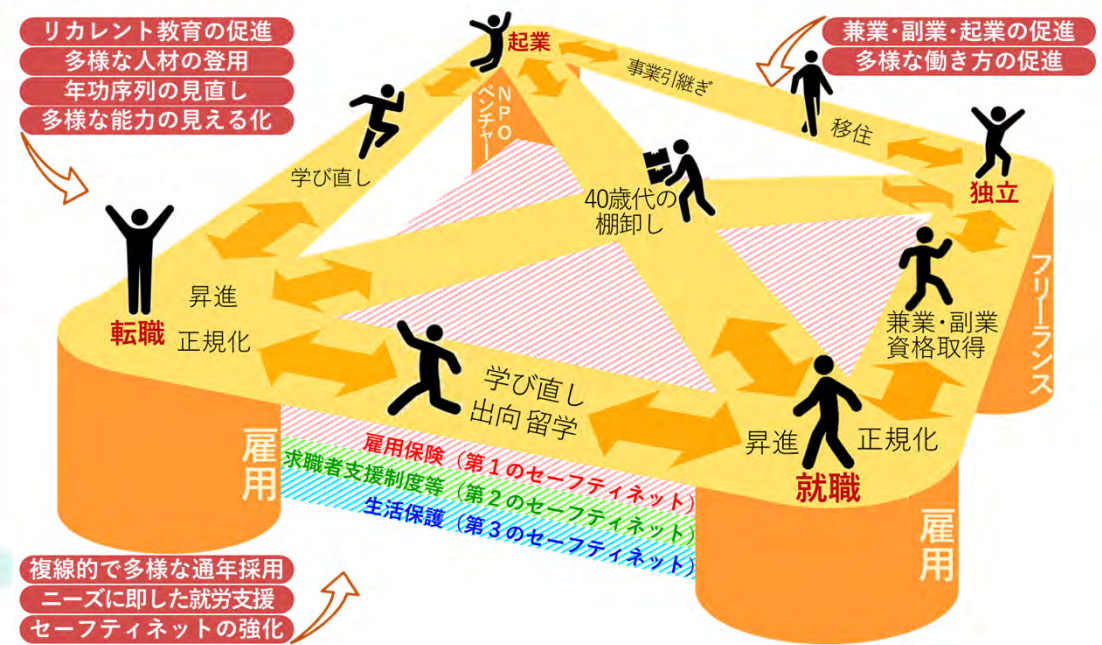 リカレント教育の促進
多様な人材の登用
年功序列の見直し
多様な能力の見える化
兼業・副業・起業の促進
多様な働き方の促進
起業
事業引継ぎ
移住
独立
NPO
ベンチャー
学び直し
40歳代の
棚卸し
フリーランス
昇進
転職
正規化
兼業・副業
資格取得
学び直し
出向 留学
昇進
正規化
就職
雇用
雇用
雇用保険（第1のセーフティネット）
求職者支援制度等（第2のセーフティネット）
生活保護（第3のセーフティネット）
複線的で多様な通年採用
ニーズに即した就労支援
セーフティネットの強化